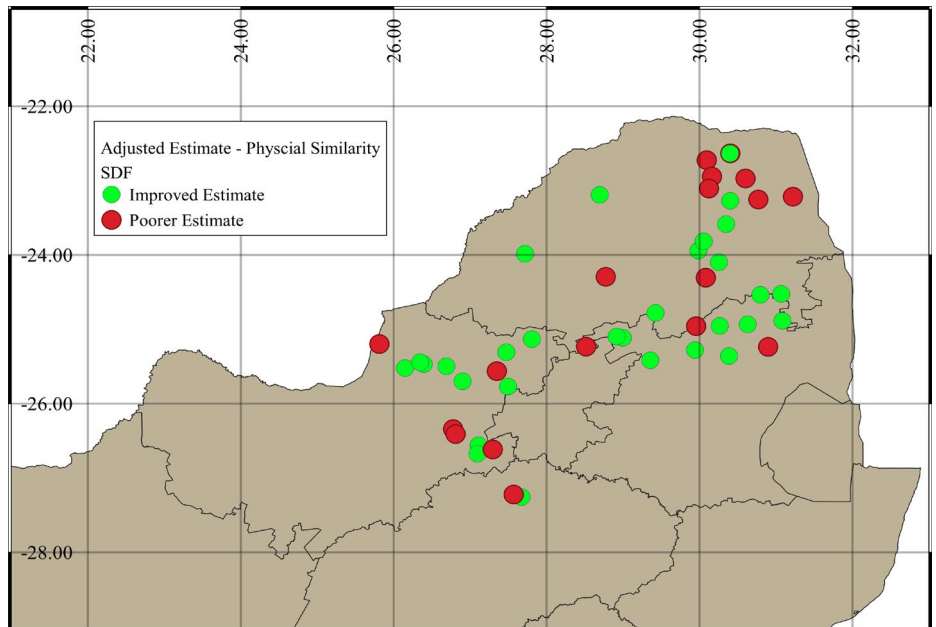 22.00
24.00
26.00
28.00
30.00
32.00
-22.00
Adjusted Estimate - Physcial Similarity
SDF
Improved Estimate
Poorer Estimate
-24.00
-26.00
-28.00